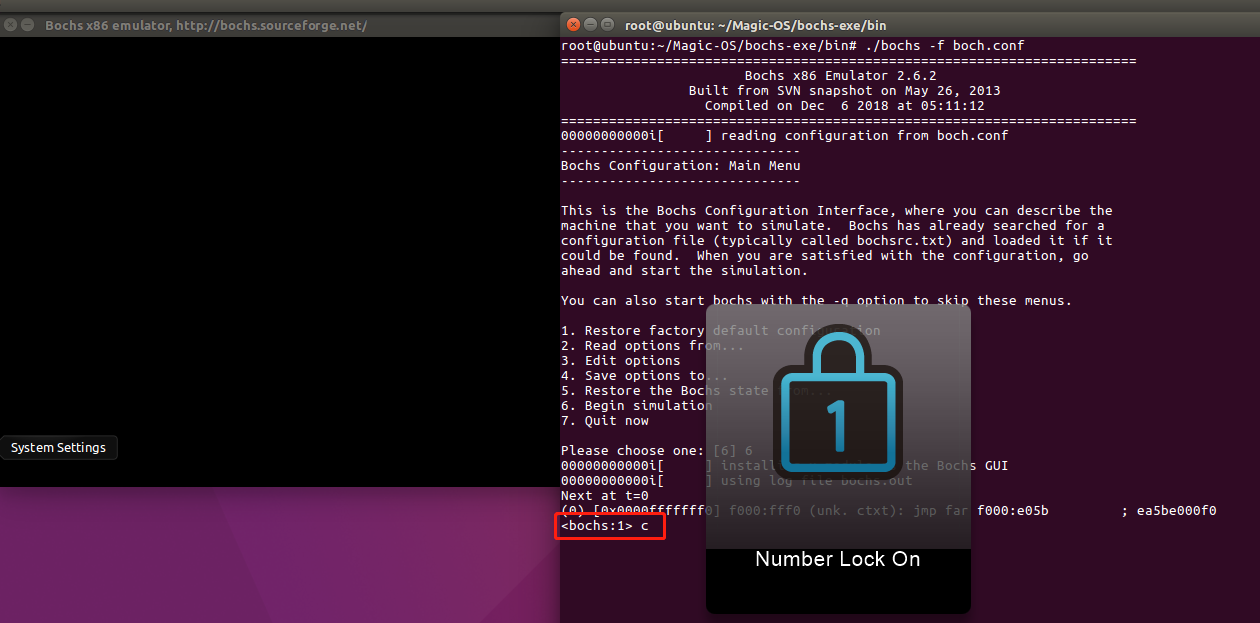 Bochs x86 emulator, http://bochs.sourceforge.net/
System Settings
root@ubuntu: ~/Magic-OS/bochs-exe/bin
root@ubuntu:~/Magic-OS/bochs-exe/bin# ./bochs -f boch.conf
========================================================================
Bochs x86 Emulator 2.6.2
Built from SVN snapshot on May 26, 2013
Compiled on Dec  6 2018 at 05:11:12
========================================================================
00000000000i[     ] reading configuration from boch.conf
------------------------------
Bochs Configuration: Main Menu
------------------------------
This is the Bochs Configuration Interface, where you can describe the
machine that you want to simulate.  Bochs has already searched for a
configuration file (typically called bochsrc.txt) and loaded it if it
could be found.  When you are satisfied with the configuration, go
ahead and start the simulation.
You can also start bochs with the -q option to skip these menus.
1. Restore factory default configuration
2. Read options from...
3. Edit options
4. Save options to...
5. Restore the Bochs state from...
6. Begin simulation
7. Quit now
Please choose one: [6] 6
00000000000i[     ] install the Bochs GUI
00000000000i[     ] using log file bochs.out
Next at t=0
(0) [0x0000fffffff0] f000:fff0 (unk. ctxt): jmp far f000:e05b         ; ea5be000f0
<bochs:1> c
1
Number Lock On